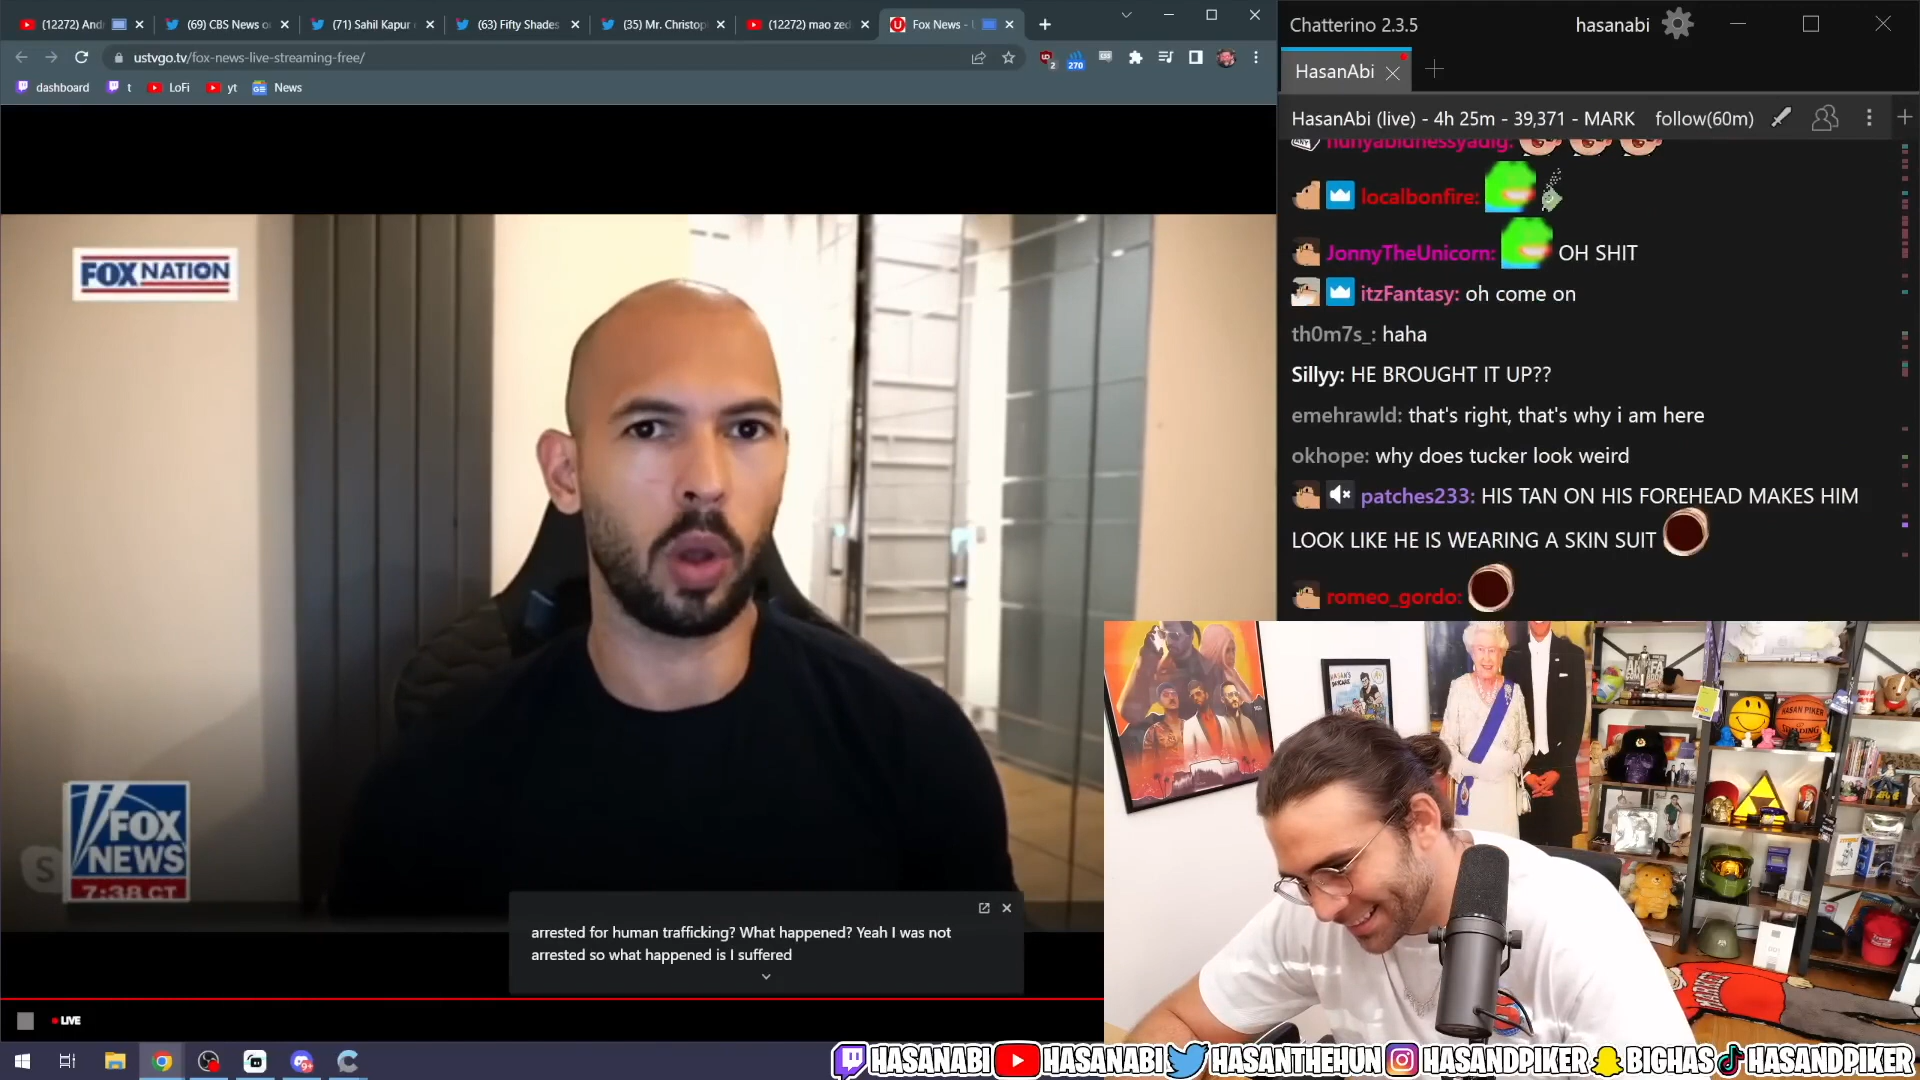 (12272) And
(69) CBS News o
(71) Sahil Kapur
(63) Fifty Shades
(35) Mr. Christop
(12272) mao zed
Fox News - U
ustvgo.tv/fox-news-live-streaming-free/
2
270
dashboard
t
LoFi
yt
News
FOX NATION
FOX
NEWS
7:38 CT
S
arrested for human trafficking? What happened? Yeah I was not
arrested so what happened is I suffered
LIVE
Chatterino 2.3.5
hasanabi
HasanAbi
HasanAbi (live) - 4h 25m - 39,371 - MARK
follow(60m)
localbonfire:
JonnyTheUnicorn: OH SHIT
itzFantasy: oh come on
th0m7s_: haha
Sillyy: HE BROUGHT IT UP??
emehrawld: that's right, that's why i am here
okhope: why does tucker look weird
patches233: HIS TAN ON HIS FOREHEAD MAKES HIM
LOOK LIKE HE IS WEARING A SKIN SUIT
romeo_gordo:
HASAN PIKER
SPALDING
HASANABI HASANABI HASANTHEHUN HASANDPIKER BIGHAS HASANDPIKER